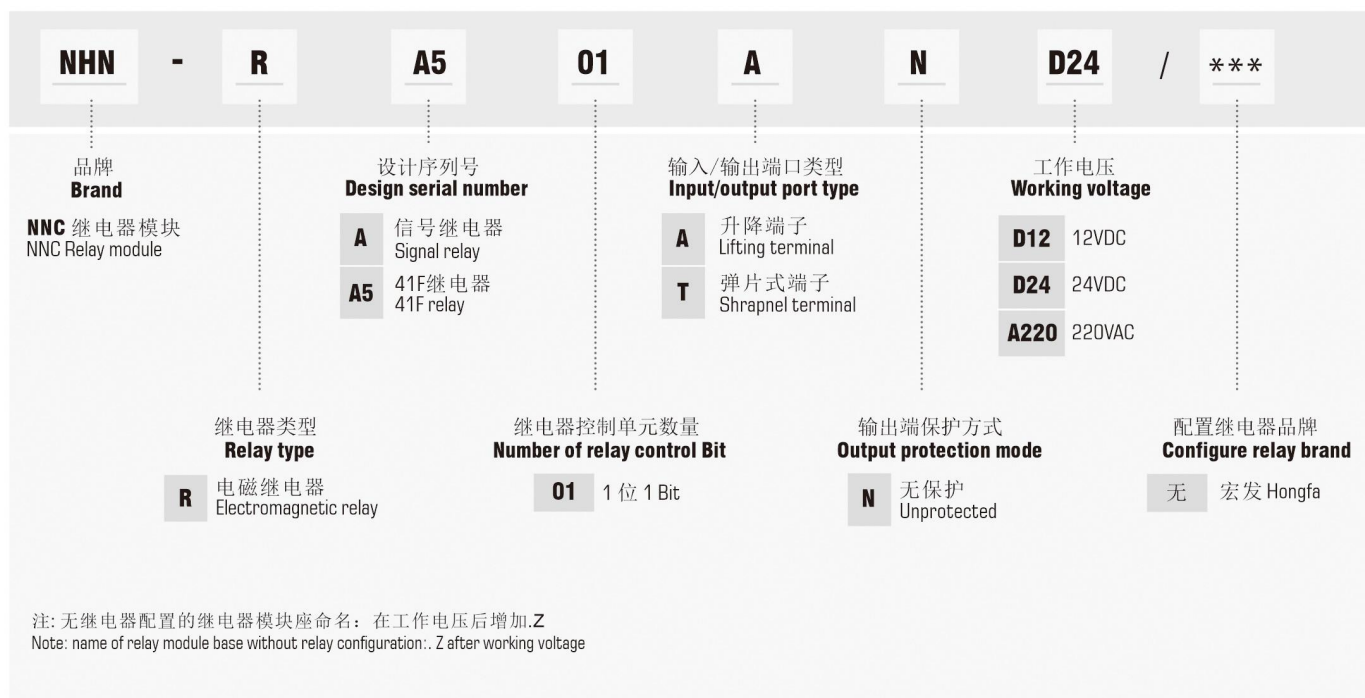 NHN - R A5 01 A N D24 / ***
品牌
Brand
NNC 继电器模块
NNC Relay module
设计序列号
Design serial number
A 信号继电器
Signal relay
A5 41F继电器
41F relay
输入/输出端口类型
Input/output port type
A 升降端子
Lifting terminal
T 弹片式端子
Shrapnel terminal
工作电压
Working voltage
D12 12VDC
D24 24VDC
A220 220VAC
继电器类型
Relay type
R 电磁继电器
Electromagnetic relay
继电器控制单元数量
Number of relay control Bit
01 1 位 1 Bit
输出端保护方式
Output protection mode
N 无保护
Unprotected
配置继电器品牌
Configure relay brand
无 宏发 Hongfa
注: 无继电器配置的继电器模块座命名：在工作电压后增加.Z
Note: name of relay module base without relay configuration:. Z after working voltage